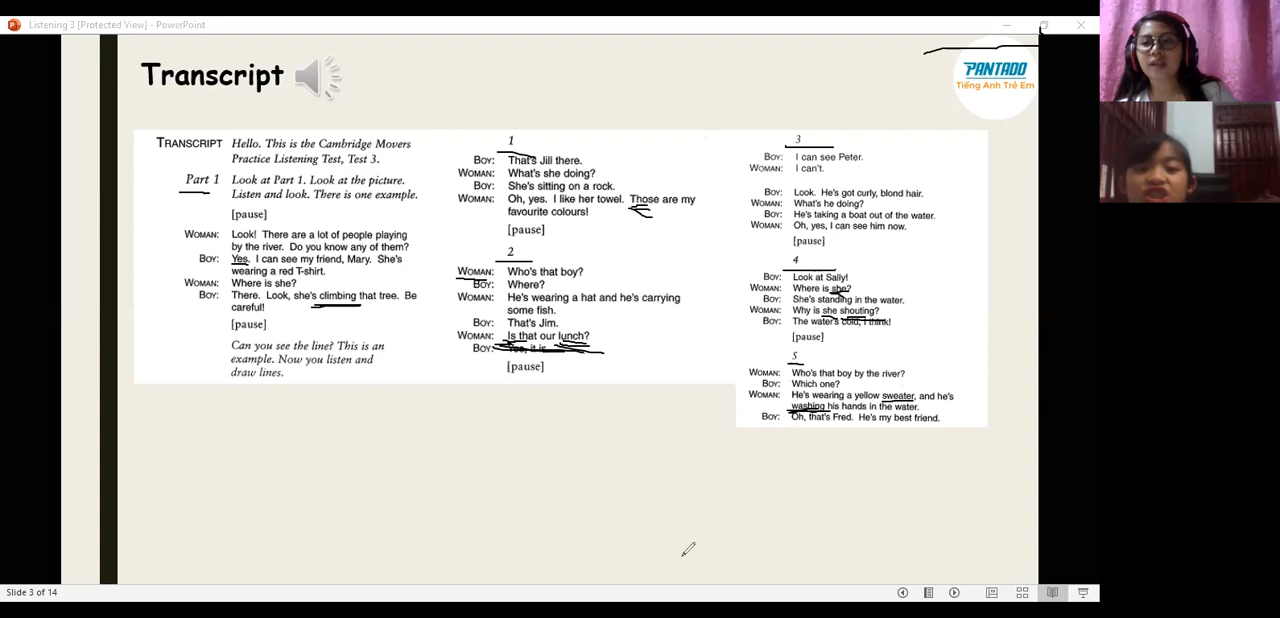 Listening 3 [Protected View] - PowerPoint
Transcript
PANTADO
Tiếng Anh Trẻ Em
TRANSCRIPT Hello. This is the Cambridge Movers
Practice Listening Test, Test 3.
Part 1 Look at Part 1. Look at the picture.
Listen and look. There is one example.
[pause]
WOMAN: Look! There are a lot of people playing
by the river. Do you know any of them?
BOY: Yes. I can see my friend, Mary. She's
wearing a red T-shirt.
WOMAN: Where is she?
BOY: There. Look, she's climbing that tree. Be
careful!
[pause]
Can you see the line? This is an
example. Now you listen and
draw lines.
1
BOY: That's Jill there.
WOMAN: What's she doing?
BOY: She's sitting on a rock.
WOMAN: Oh, yes. I like her towel. Those are my
favourite colours!
[pause]
2
WOMAN: Who's that boy?
BOY: Where?
WOMAN: He's wearing a hat and he's carrying
some fish.
BOY: That's Jim.
WOMAN: Is that our lunch?
BOY: Yes, it is.
[pause]
3
BOY: I can see Peter.
WOMAN: I can't.
BOY: Look. He's got curly, blond hair.
WOMAN: What's he doing?
BOY: He's taking a boat out of the water.
WOMAN: Oh, yes, I can see him now.
[pause]
4
BOY: Look at Sally!
WOMAN: Where is she?
BOY: She's standing in the water.
WOMAN: Why is she shouting?
BOY: The water's cold, I think!
[pause]
5
WOMAN: Who's that boy by the river?
BOY: Which one?
WOMAN: He's wearing a yellow sweater, and he's
washing his hands in the water.
BOY: Oh, that's Fred. He's my best friend.
Slide 3 of 14